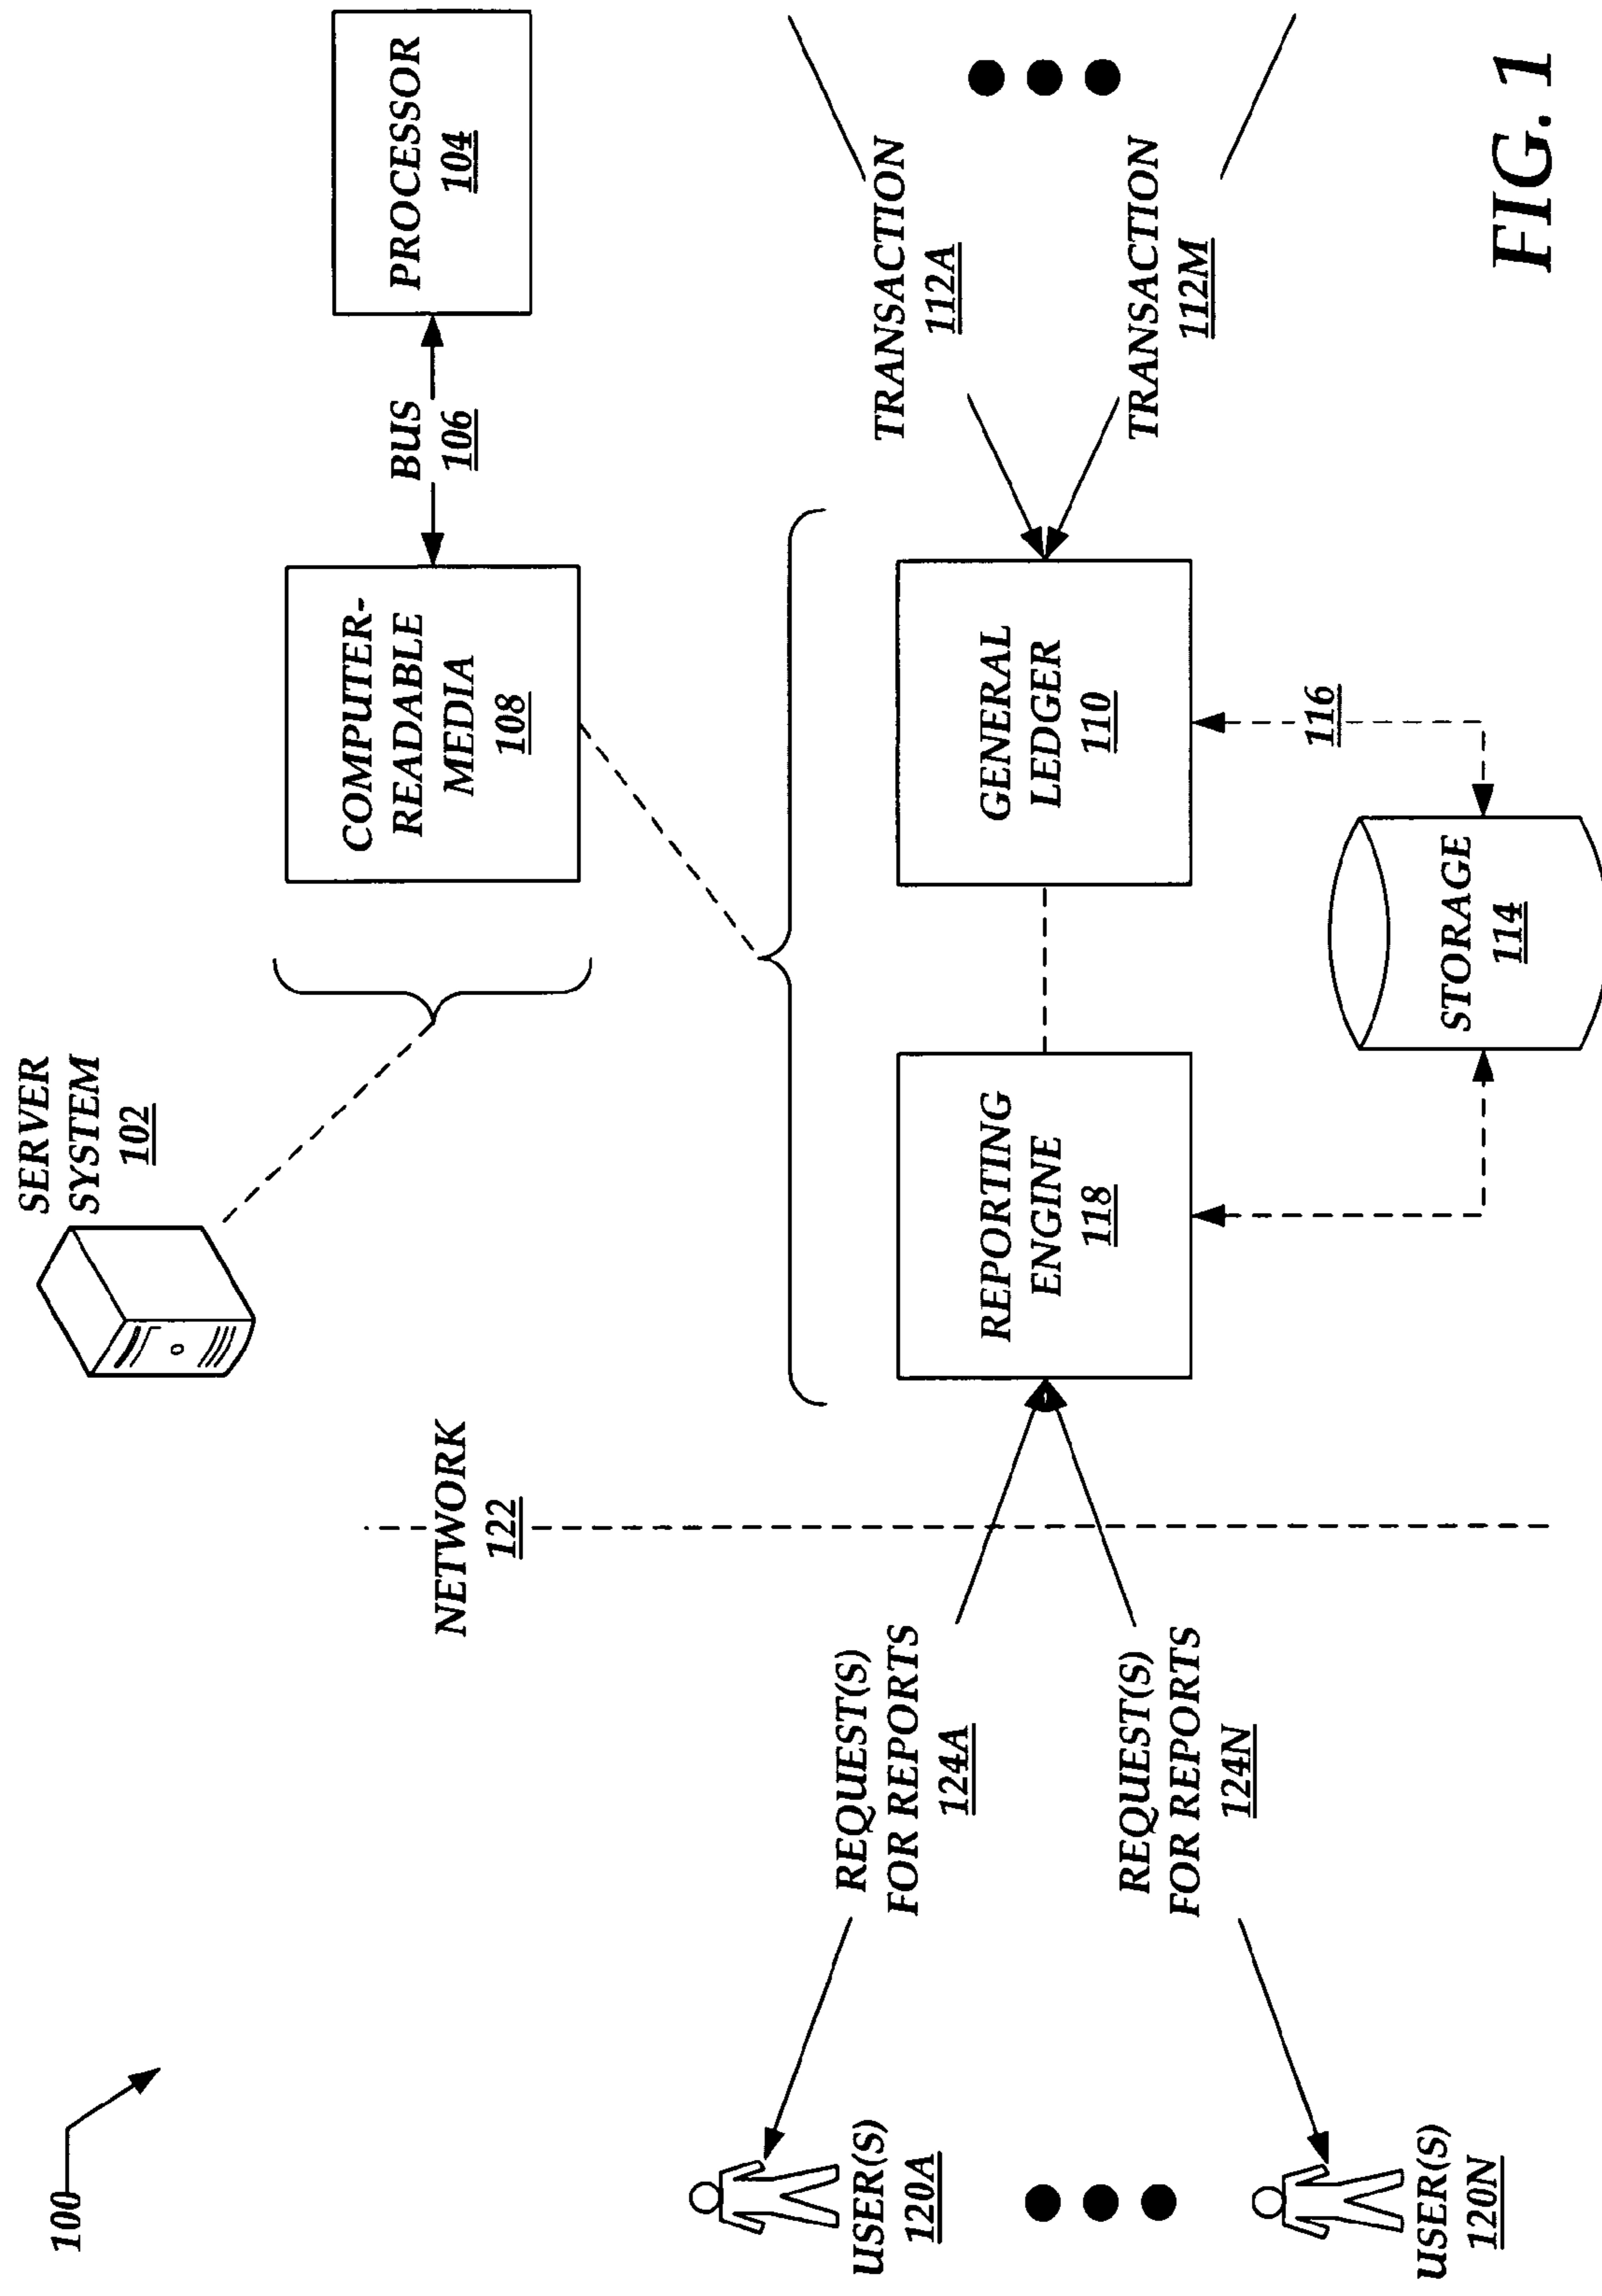 100
SERVER
SYSTEM
102
NETWORK
122
COMPUTER-
READABLE
MEDIA
108
BUS
106
PROCESSOR
104
USER(S)
120A
REQUEST(S)
FOR REPORTS
124A
REPORTING
ENGINE
118
GENERAL
LEDGER
110
TRANSACTION
112A
USER(S)
120N
REQUEST(S)
FOR REPORTS
124N
TRANSACTION
112M
116
STORAGE
114
FIG. 1